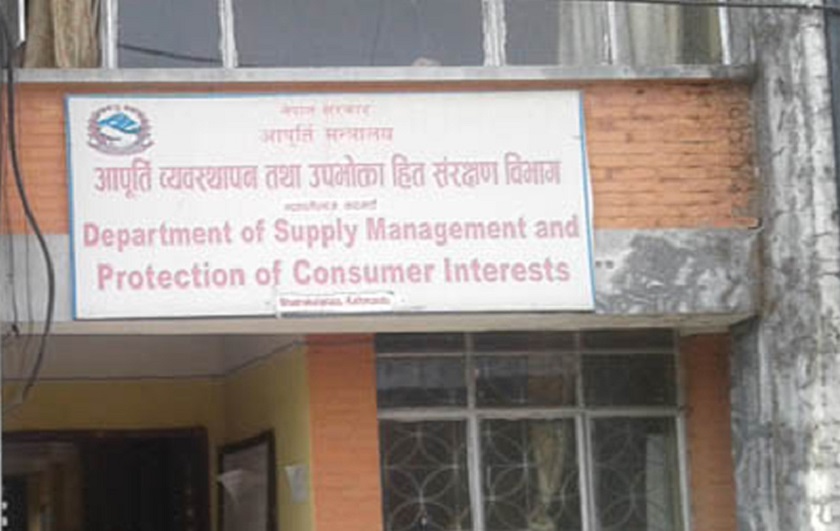 नेपाल सरकार
आपूर्ति मन्त्रालय
आपूर्ति व्यवस्थापन तथा उपभोक्ता हित संरक्षण विभाग
Department of Supply Management and
Protection of Consumer Interests
Kathmandu